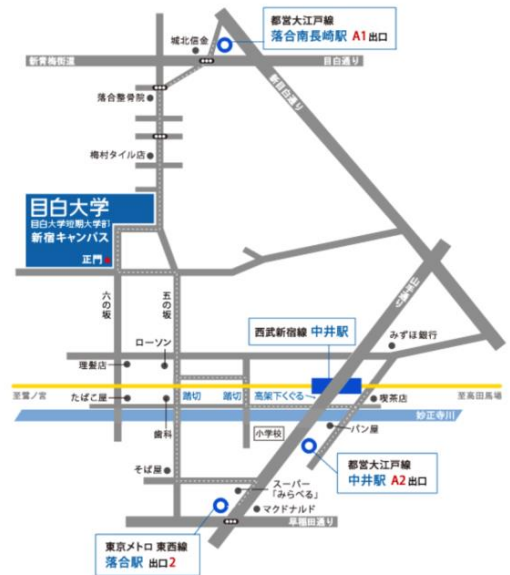 都営大江戸線
落合南長崎駅 A1出口
城北信金
新青梅街道
目白通り
新目白通り
落合整骨院
梅村タイル店
目白大学
目白大学短期大学部
新宿キャンパス
正門
六の坂
五の坂
山手通り
西武新宿線 中井駅
みずほ銀行
ローソン
理髪店
至鷺ノ宮
たばこ屋
踏切
踏切
高架下くぐる
喫茶店
至高田馬場
妙正寺川
歯科
小学校
パン屋
都営大江戸線
中井駅 A2出口
そば屋
スーパー
「みらべる」
マクドナルド
早稲田通り
東京メトロ 東西線
落合駅 出口2